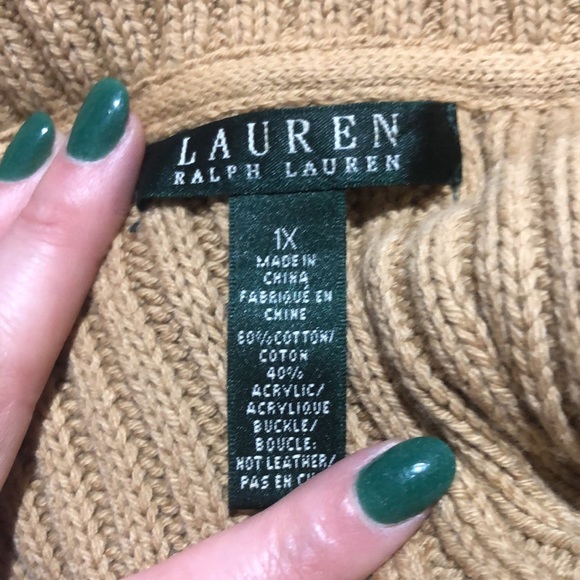 LAUREN
RALPH LAUREN
1X
MADE IN
CHINA
FABRIQUÉ EN
CHINE
60% COTTON/
COTON
40%
ACRYLIC/
ACRYLIQUE
BUCKLE/
BOUCLE:
NOT LEATHER/
PAS EN